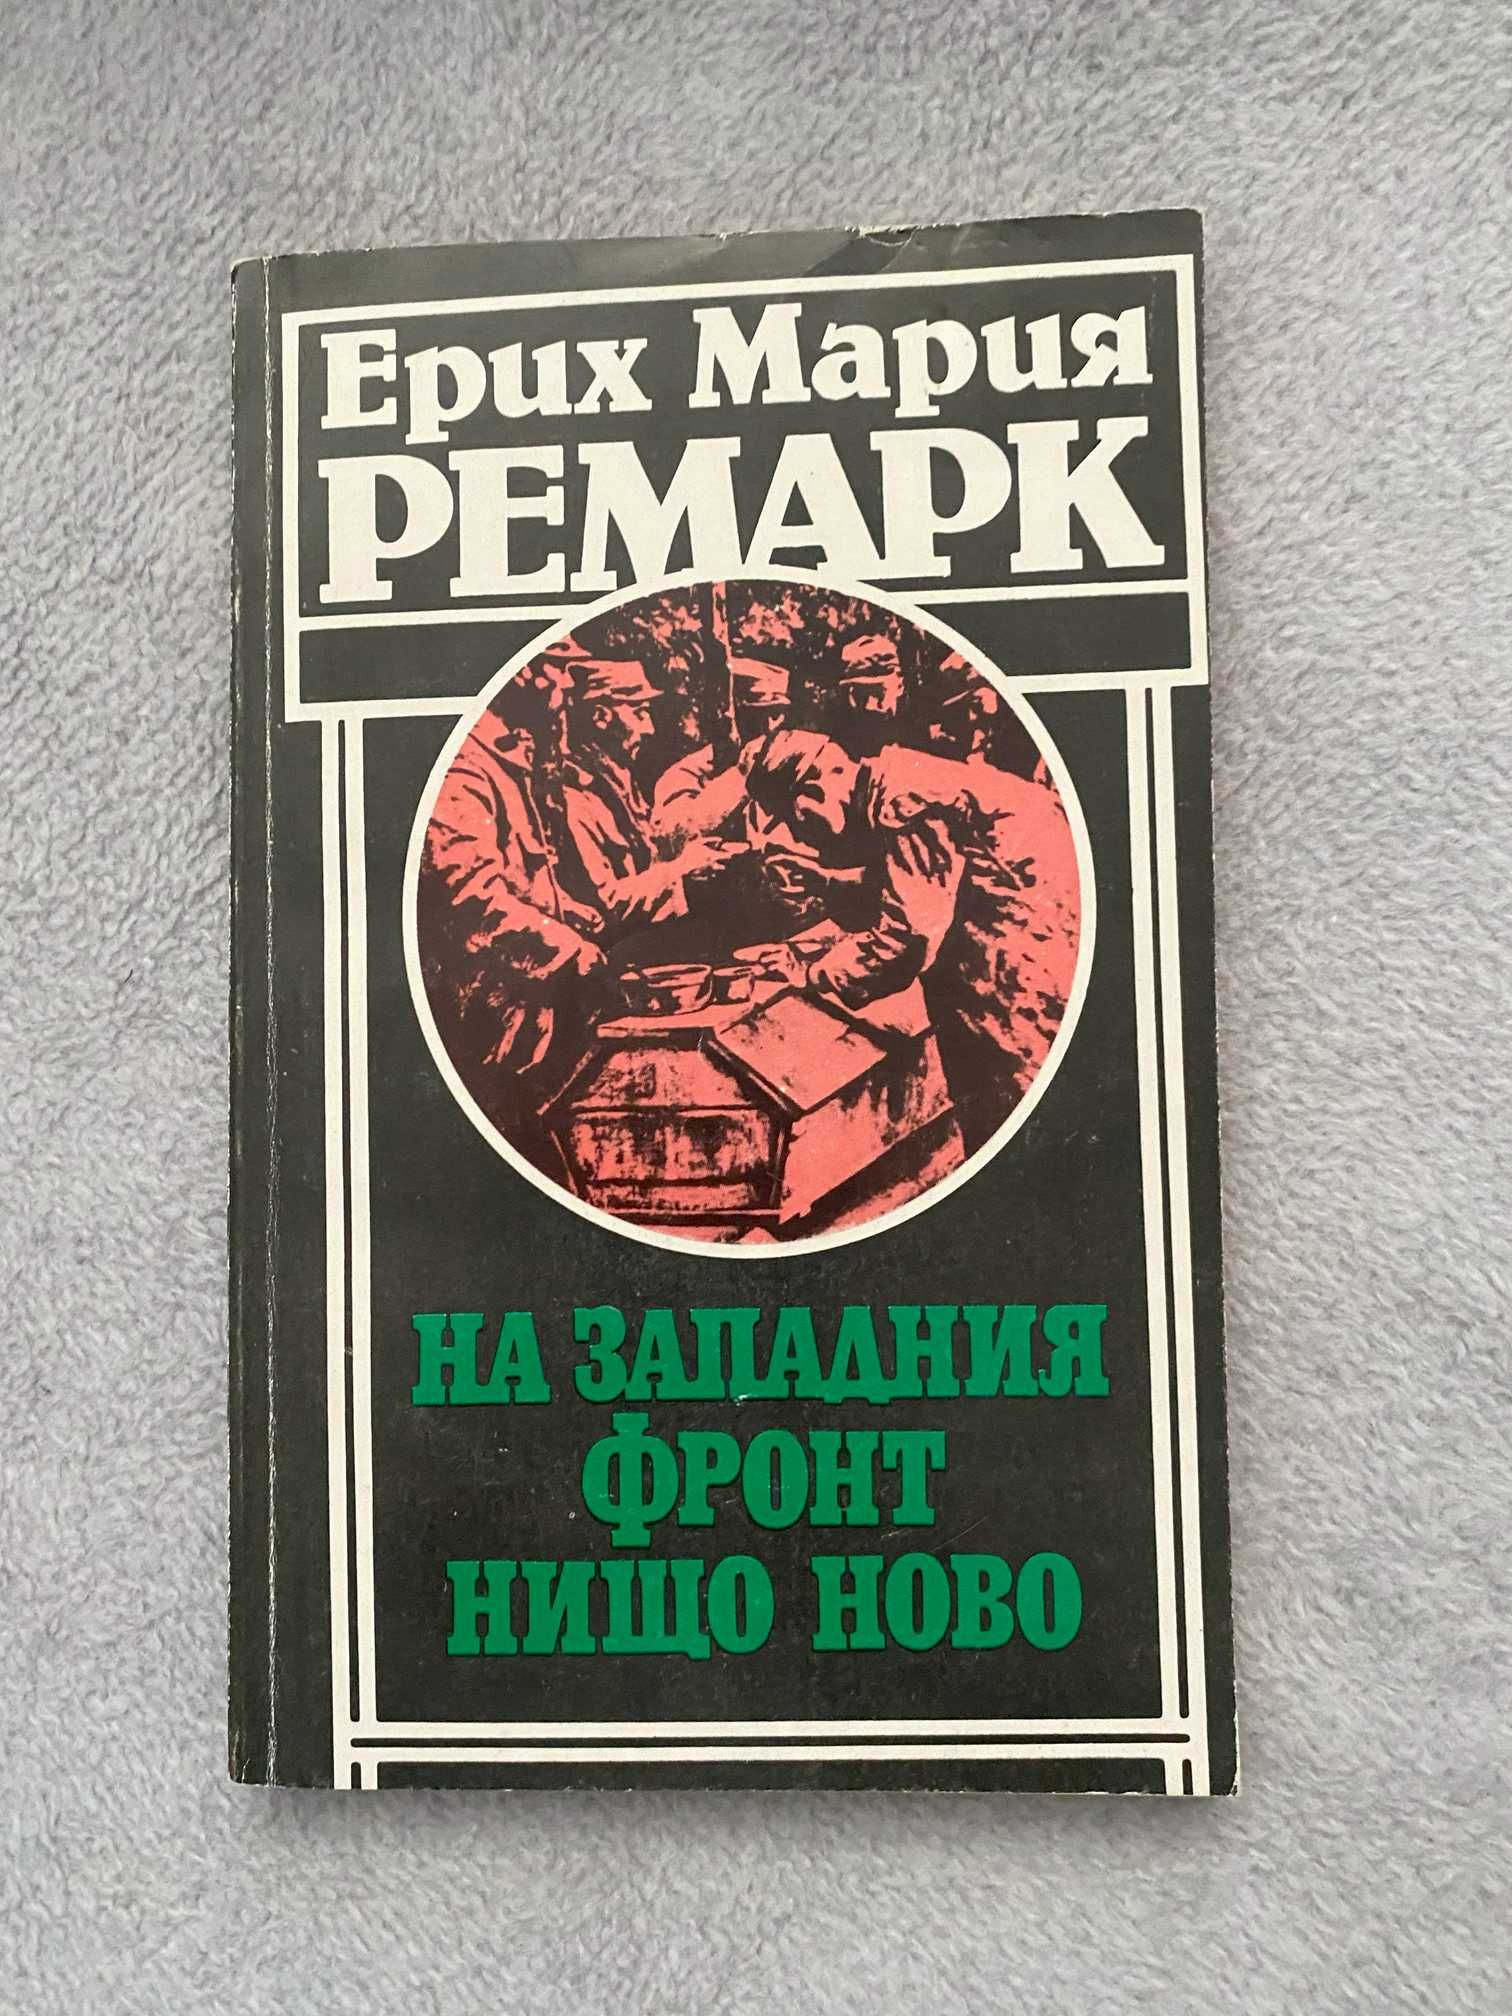 Ерих Мария
РЕМАРК
НА ЗАПАДНИЯ
ФРОНТ
НИЩО НОВО